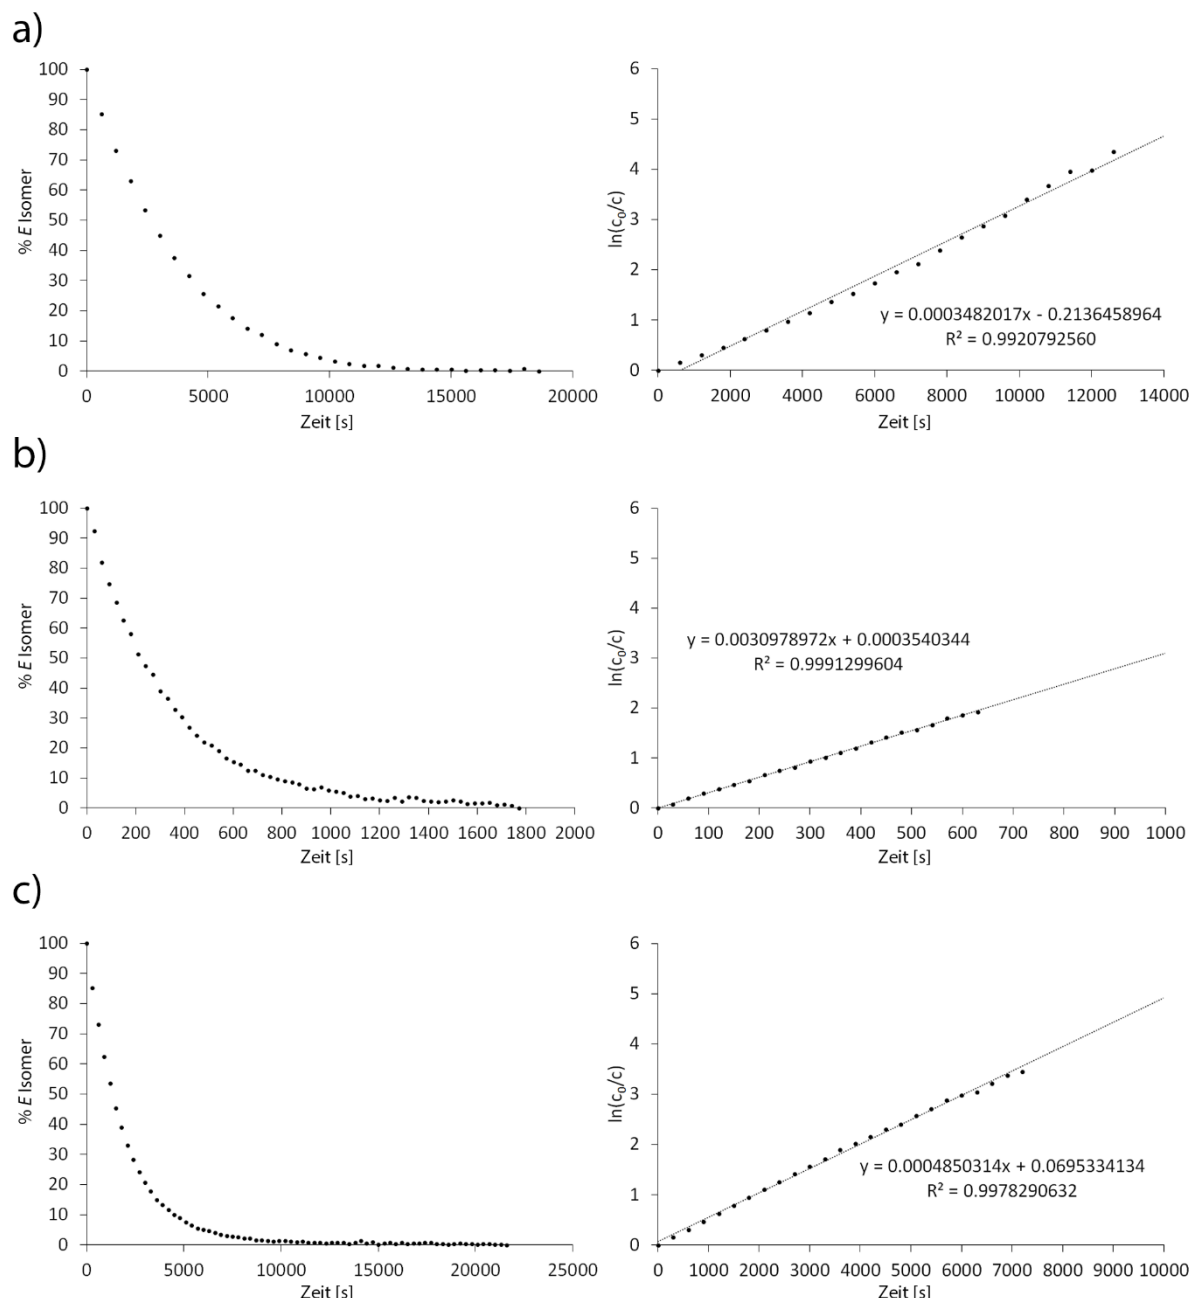 a)
100
90
80
70
60
50
40
30
20
10
0
% E Isomer
0 5000 10000 15000 20000
Zeit [s]
6
5
4
3
2
1
0
ln(c₀/c)
y = 0.0003482017x - 0.2136458964
R² = 0.9920792560
0 2000 4000 6000 8000 10000 12000 14000
Zeit [s]
b)
100
90
80
70
60
50
40
30
20
10
0
% E Isomer
0 200 400 600 800 1000 1200 1400 1600 1800 2000
Zeit [s]
6
5
4
3
2
1
0
ln(c₀/c)
y = 0.0030978972x + 0.0003540344
R² = 0.9991299604
0 100 200 300 400 500 600 700 800 900 1000
Zeit [s]
c)
100
90
80
70
60
50
40
30
20
10
0
% E Isomer
0 5000 10000 15000 20000 25000
Zeit [s]
6
5
4
3
2
1
0
ln(c₀/c)
y = 0.0004850314x + 0.0695334134
R² = 0.9978290632
0 1000 2000 3000 4000 5000 6000 7000 8000 9000 10000
Zeit [s]